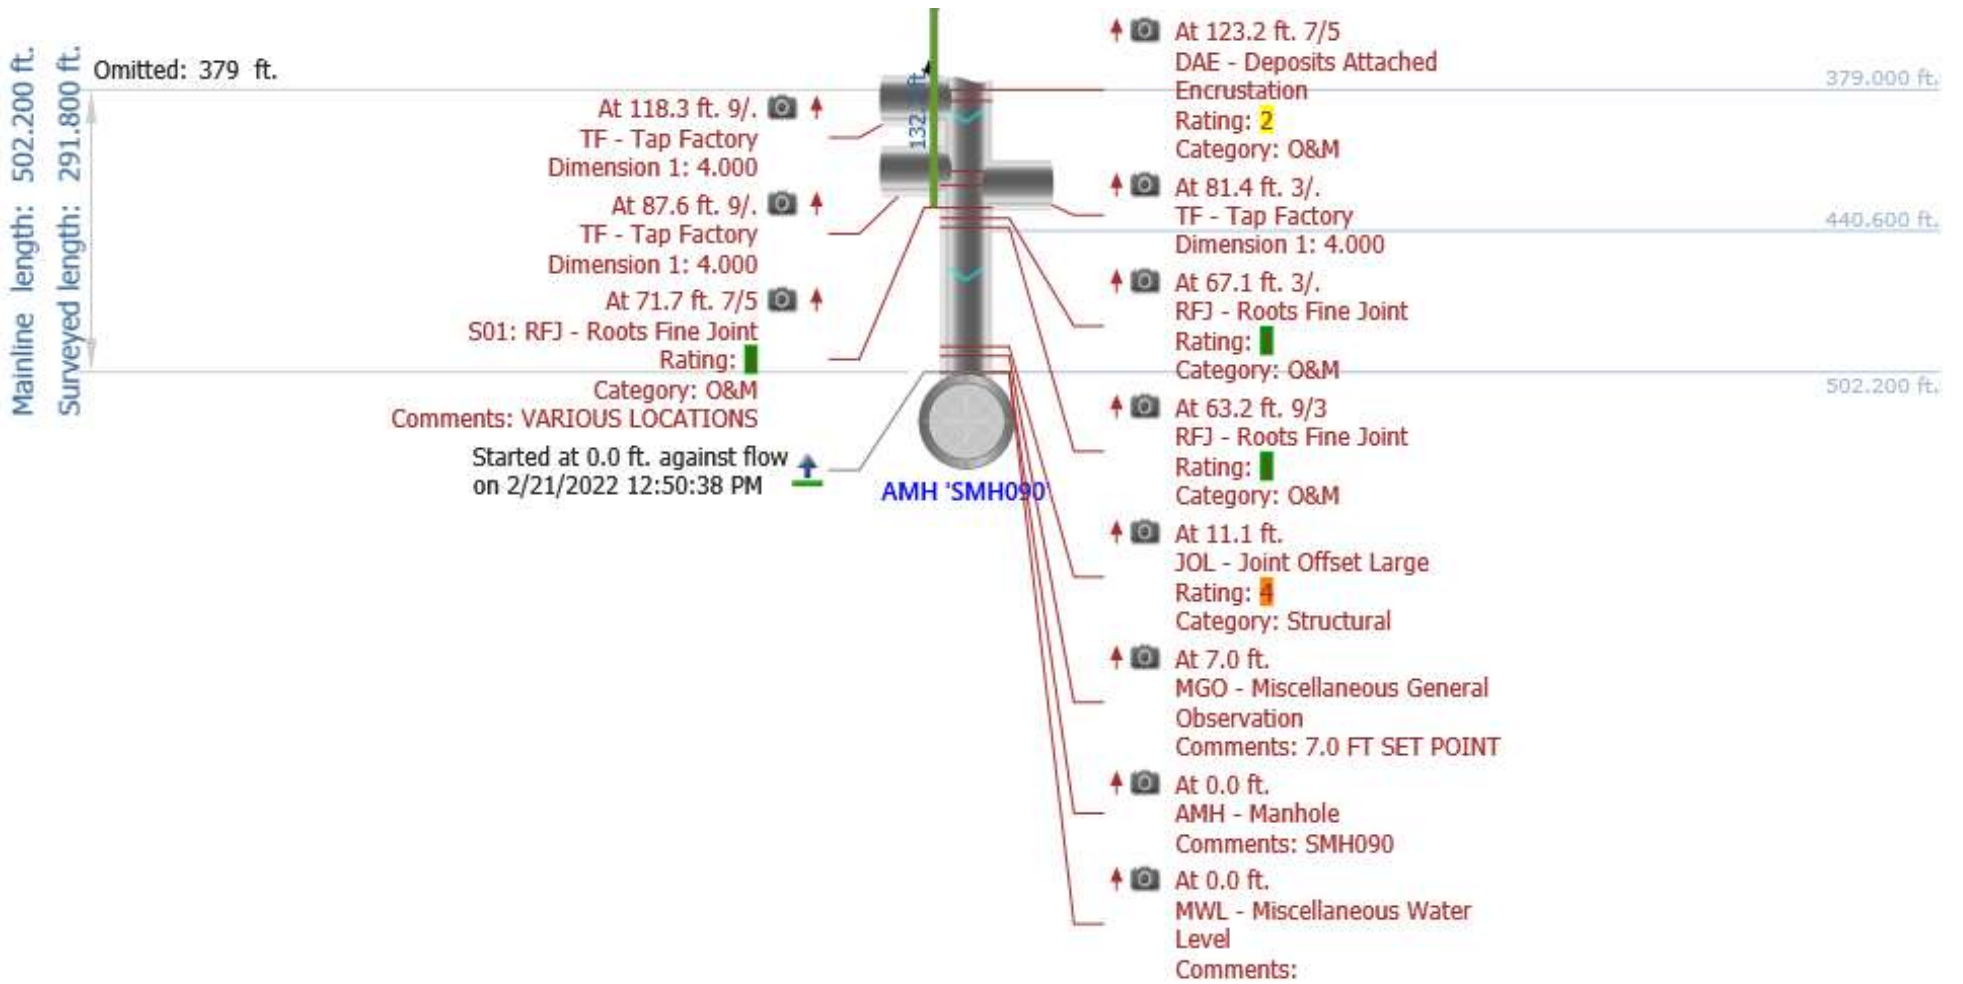 Mainline length: 502.200 ft.
Surveyed length: 291.800 ft.
Omitted: 379 ft.
At 118.3 ft. 9/.
TF - Tap Factory
Dimension 1: 4.000
At 87.6 ft. 9/.
TF - Tap Factory
Dimension 1: 4.000
At 71.7 ft. 7/5
S01: RFJ - Roots Fine Joint
Rating:
Category: O&M
Comments: VARIOUS LOCATIONS
Started at 0.0 ft. against flow
on 2/21/2022 12:50:38 PM
AMH 'SMH090'
At 123.2 ft. 7/5
DAE - Deposits Attached
Encrustation
Rating: 2
Category: O&M
At 81.4 ft. 3/.
TF - Tap Factory
Dimension 1: 4.000
At 67.1 ft. 3/.
RFJ - Roots Fine Joint
Rating:
Category: O&M
At 63.2 ft. 9/3
RFJ - Roots Fine Joint
Rating:
Category: O&M
At 11.1 ft.
JOL - Joint Offset Large
Rating: 4
Category: Structural
At 7.0 ft.
MGO - Miscellaneous General
Observation
Comments: 7.0 FT SET POINT
At 0.0 ft.
AMH - Manhole
Comments: SMH090
At 0.0 ft.
MWL - Miscellaneous Water
Level
Comments:
379.000 ft.
440.600 ft.
502.200 ft.